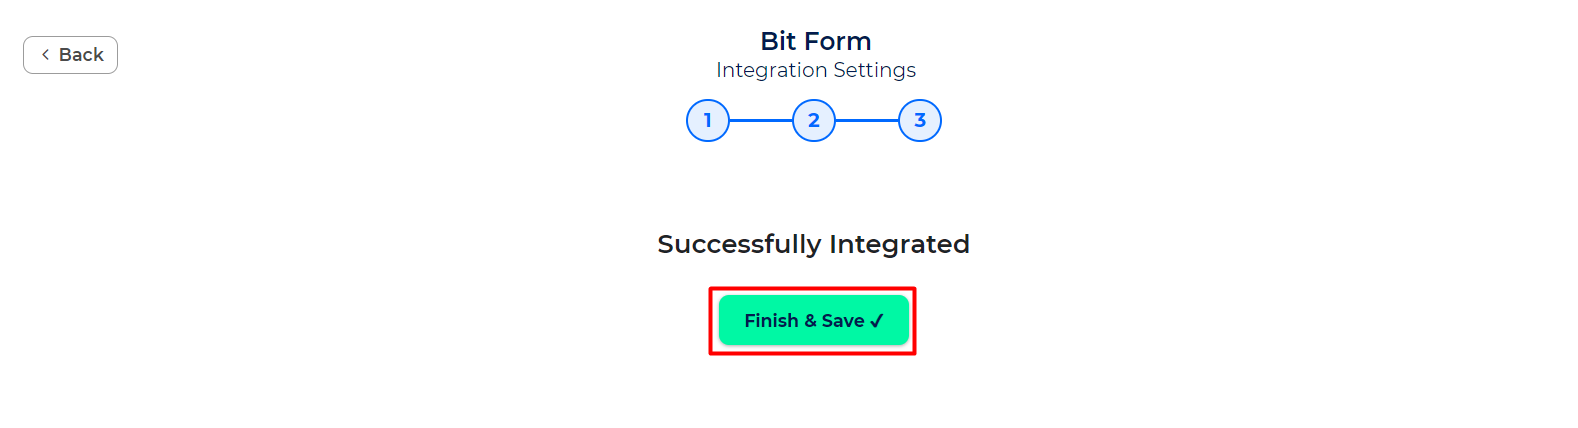 Back
Bit Form
Integration Settings
1 2 3
Successfully Integrated
Finish & Save ✓